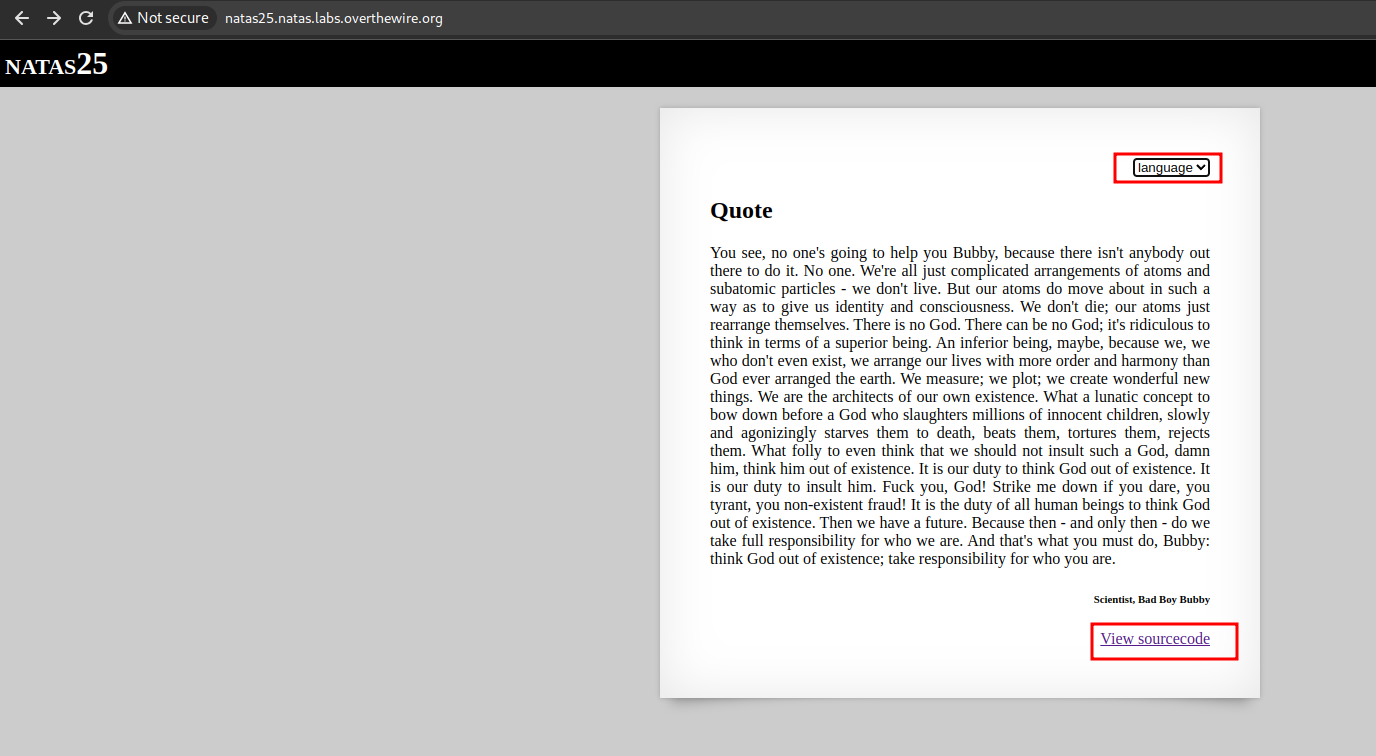 Not secure natas25.natas.labs.overthewire.org
NATAS25
language
Quote
You see, no one's going to help you Bubby, because there isn't anybody out
there to do it. No one. We're all just complicated arrangements of atoms and
subatomic particles - we don't live. But our atoms do move about in such a
way as to give us identity and consciousness. We don't die; our atoms just
rearrange themselves. There is no God. There can be no God; it's ridiculous to
think in terms of a superior being. An inferior being, maybe, because we, we
who don't even exist, we arrange our lives with more order and harmony than
God ever arranged the earth. We measure; we plot; we create wonderful new
things. We are the architects of our own existence. What a lunatic concept to
bow down before a God who slaughters millions of innocent children, slowly
and agonizingly starves them to death, beats them, tortures them, rejects
them. What folly to even think that we should not insult such a God, damn
him, think him out of existence. It is our duty to think God out of existence. It
is our duty to insult him. Fuck you, God! Strike me down if you dare, you
tyrant, you non-existent fraud! It is the duty of all human beings to think God
out of existence. Then we have a future. Because then - and only then - do we
take full responsibility for who we are. And that's what you must do, Bubby:
think God out of existence; take responsibility for who you are.
Scientist, Bad Boy Bubby
View sourcecode